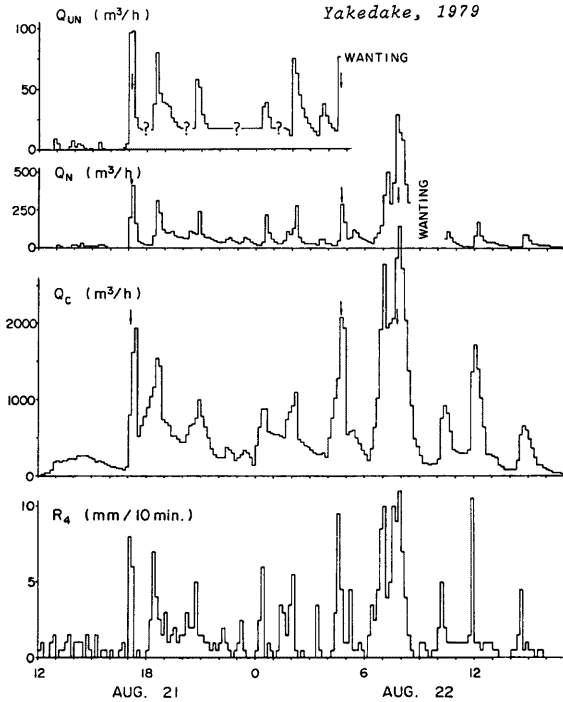 Yakedake, 1979
Q_UN (m³/h)
100
50
0
WANTING
? ? ? ?
Q_N (m³/h)
500
250
0
WANTING
Q_C (m³/h)
2000
1000
0
R_4 (mm/10 min.)
10
5
0
12 18 0 6 12
AUG. 21 AUG. 22